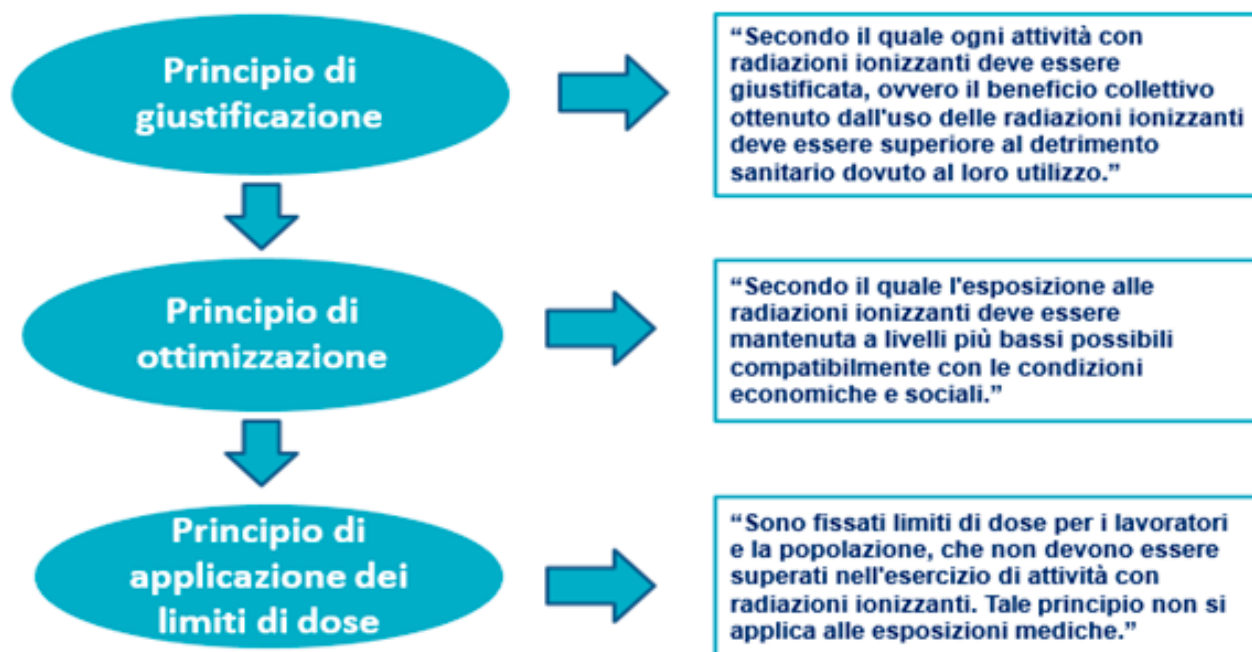 Principio di
giustificazione
“Secondo il quale ogni attività con
radiazioni ionizzanti deve essere
giustificata, ovvero il beneficio collettivo
ottenuto dall'uso delle radiazioni ionizzanti
deve essere superiore al detrimento
sanitario dovuto al loro utilizzo.”
Principio di
ottimizzazione
“Secondo il quale l'esposizione alle
radiazioni ionizzanti deve essere
mantenuta a livelli più bassi possibili
compatibilmente con le condizioni
economiche e sociali.”
Principio di
applicazione dei
limiti di dose
“Sono fissati limiti di dose per i lavoratori
e la popolazione, che non devono essere
superati nell'esercizio di attività con
radiazioni ionizzanti. Tale principio non si
applica alle esposizioni mediche.”